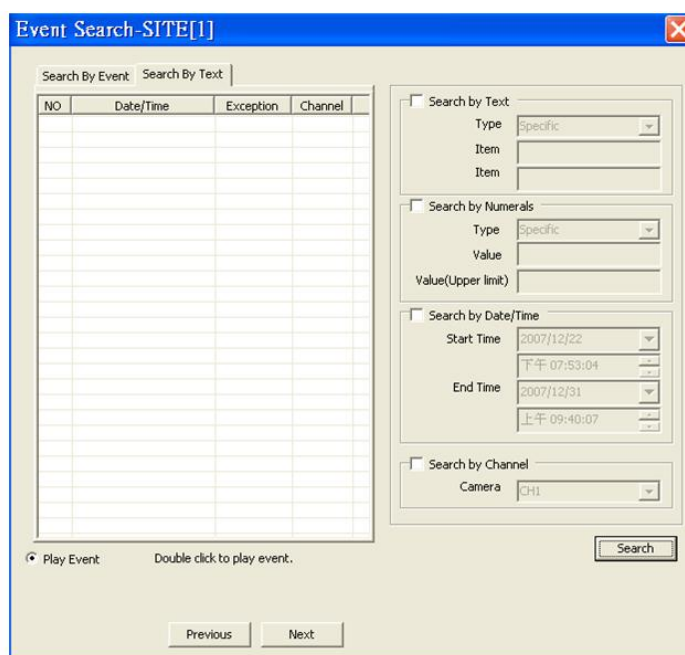 Event Search-SITE[1]
Search By Event Search By Text
NO Date/Time Exception Channel
Search by Text
Type Specific
Item
Item
Search by Numerals
Type Specific
Value
Value(Upper limit)
Search by Date/Time
Start Time 2007/12/22
下午 07:53:04
End Time 2007/12/31
上午 09:40:07
Search by Channel
Camera CH1
Search
Play Event Double click to play event.
Previous Next